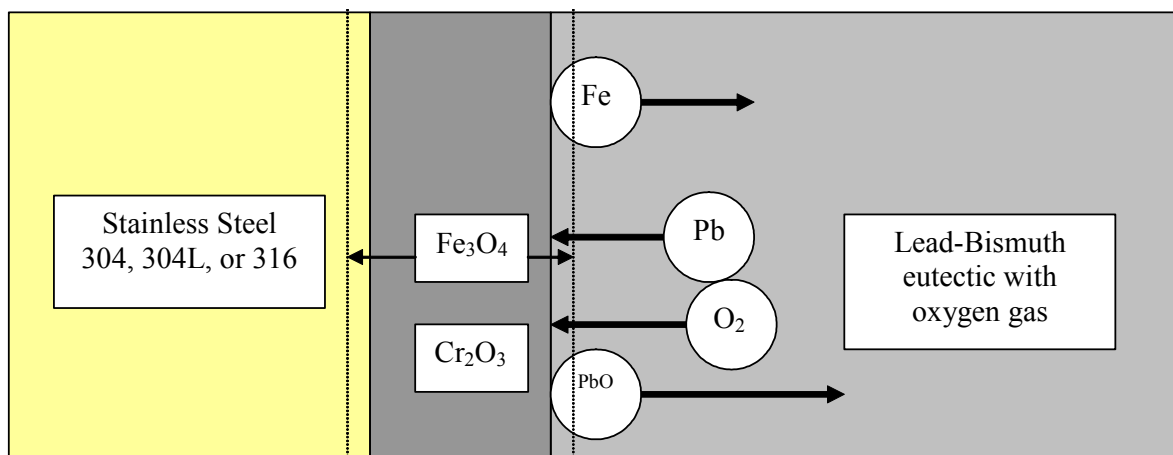 Fe
Stainless Steel
304, 304L, or 316
Fe₃O₄
Pb
Lead-Bismuth
eutectic with
oxygen gas
O₂
Cr₂O₃
PbO